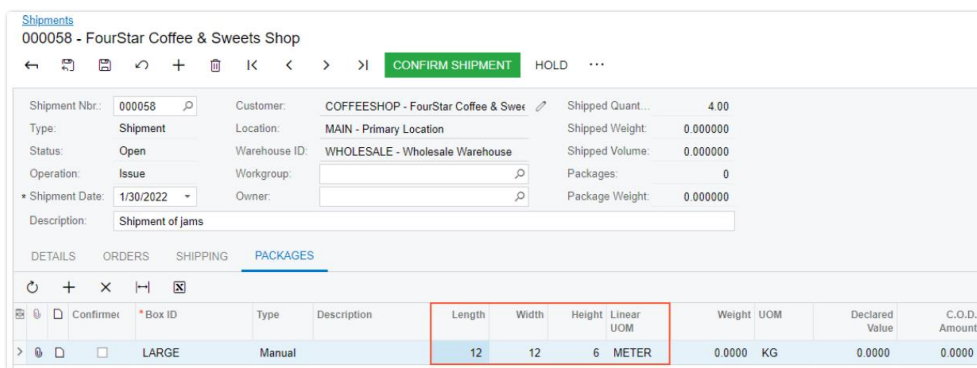 Shipments
000058 - FourStar Coffee & Sweets Shop
CONFIRM SHIPMENT HOLD ...
Shipment Nbr.: 000058 Customer: COFFEESHOP - FourStar Coffee & Swee Shipped Quant... 4.00
Type: Shipment Location: MAIN - Primary Location Shipped Weight: 0.000000
Status: Open Warehouse ID: WHOLESALE - Wholesale Warehouse Shipped Volume: 0.000000
Operation: Issue Workgroup: Packages: 0
* Shipment Date: 1/30/2022 Owner: Package Weight: 0.000000
Description: Shipment of jams
DETAILS ORDERS SHIPPING PACKAGES
Confirmed *Box ID Type Description Length Width Height Linear UOM Weight UOM Declared Value C.O.D. Amount
LARGE Manual 12 12 6 METER 0.0000 KG 0.0000 0.0000